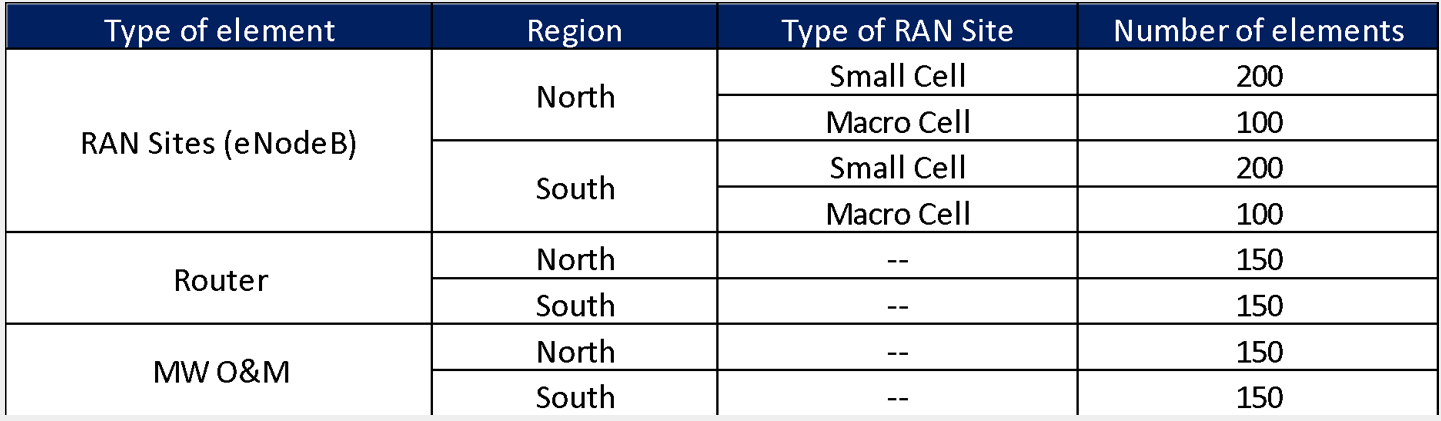 Type of element Region Type of RAN Site Number of elements
RAN Sites (eNodeB) North Small Cell 200
Macro Cell 100
South Small Cell 200
Macro Cell 100
Router North -- 150
South -- 150
MW O&M North -- 150
South -- 150